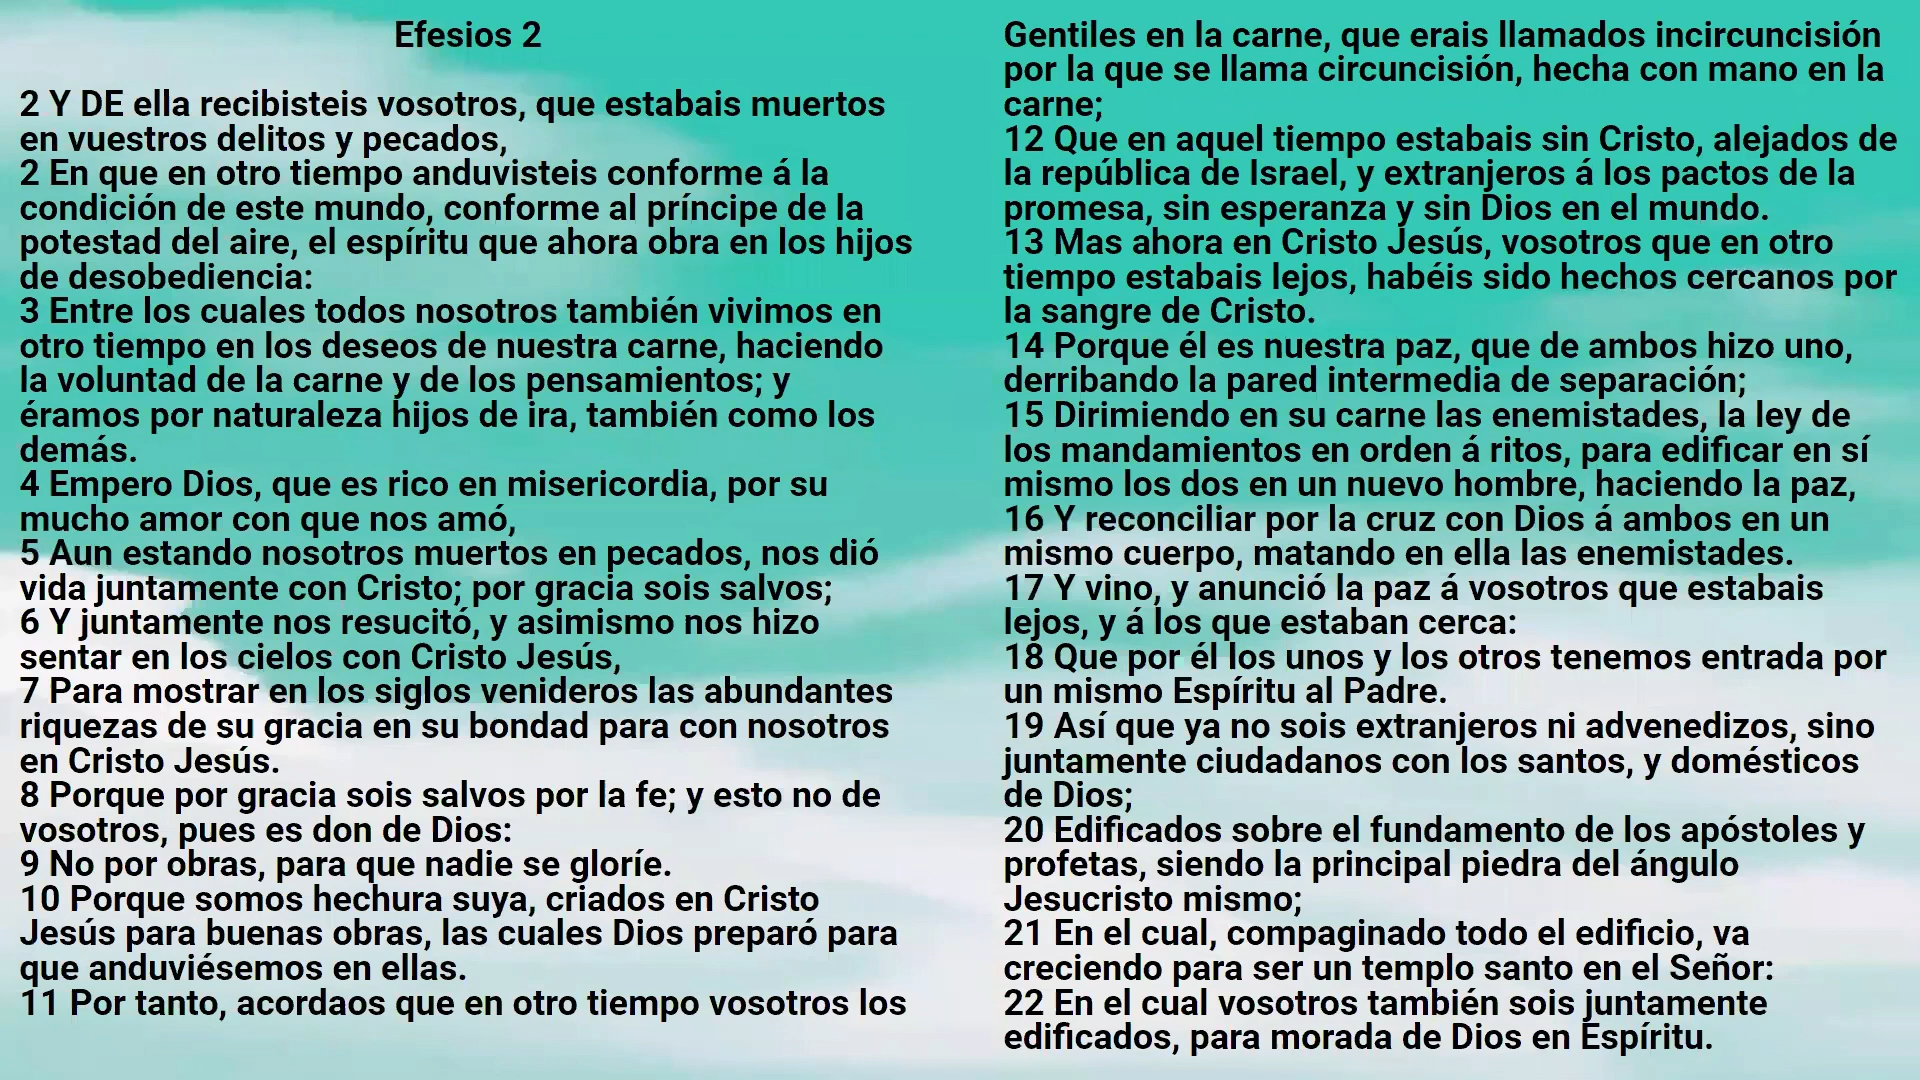 Efesios 2
2 Y DE ella recibisteis vosotros, que estabais muertos
en vuestros delitos y pecados,
2 En que en otro tiempo anduvisteis conforme á la
condición de este mundo, conforme al príncipe de la
potestad del aire, el espíritu que ahora obra en los hijos
de desobediencia:
3 Entre los cuales todos nosotros también vivimos en
otro tiempo en los deseos de nuestra carne, haciendo
la voluntad de la carne y de los pensamientos; y
éramos por naturaleza hijos de ira, también como los
demás.
4 Empero Dios, que es rico en misericordia, por su
mucho amor con que nos amó,
5 Aun estando nosotros muertos en pecados, nos dió
vida juntamente con Cristo; por gracia sois salvos;
6 Y juntamente nos resucitó, y asimismo nos hizo
sentar en los cielos con Cristo Jesús,
7 Para mostrar en los siglos venideros las abundantes
riquezas de su gracia en su bondad para con nosotros
en Cristo Jesús.
8 Porque por gracia sois salvos por la fe; y esto no de
vosotros, pues es don de Dios:
9 No por obras, para que nadie se gloríe.
10 Porque somos hechura suya, criados en Cristo
Jesús para buenas obras, las cuales Dios preparó para
que anduviésemos en ellas.
11 Por tanto, acordaos que en otro tiempo vosotros los
Gentiles en la carne, que erais llamados incircuncisión
por la que se llama circuncisión, hecha con mano en la
carne;
12 Que en aquel tiempo estabais sin Cristo, alejados de
la república de Israel, y extranjeros á los pactos de la
promesa, sin esperanza y sin Dios en el mundo.
13 Mas ahora en Cristo Jesús, vosotros que en otro
tiempo estabais lejos, habéis sido hechos cercanos por
la sangre de Cristo.
14 Porque él es nuestra paz, que de ambos hizo uno,
derribando la pared intermedia de separación;
15 Dirimiendo en su carne las enemistades, la ley de
los mandamientos en orden á ritos, para edificar en sí
mismo los dos en un nuevo hombre, haciendo la paz,
16 Y reconciliar por la cruz con Dios á ambos en un
mismo cuerpo, matando en ella las enemistades.
17 Y vino, y anunció la paz á vosotros que estabais
lejos, y á los que estaban cerca:
18 Que por él los unos y los otros tenemos entrada por
un mismo Espíritu al Padre.
19 Así que ya no sois extranjeros ni advenedizos, sino
juntamente ciudadanos con los santos, y domésticos
de Dios;
20 Edificados sobre el fundamento de los apóstoles y
profetas, siendo la principal piedra del ángulo
Jesucristo mismo;
21 En el cual, compaginado todo el edificio, va
creciendo para ser un templo santo en el Señor:
22 En el cual vosotros también sois juntamente
edificados, para morada de Dios en Espíritu.